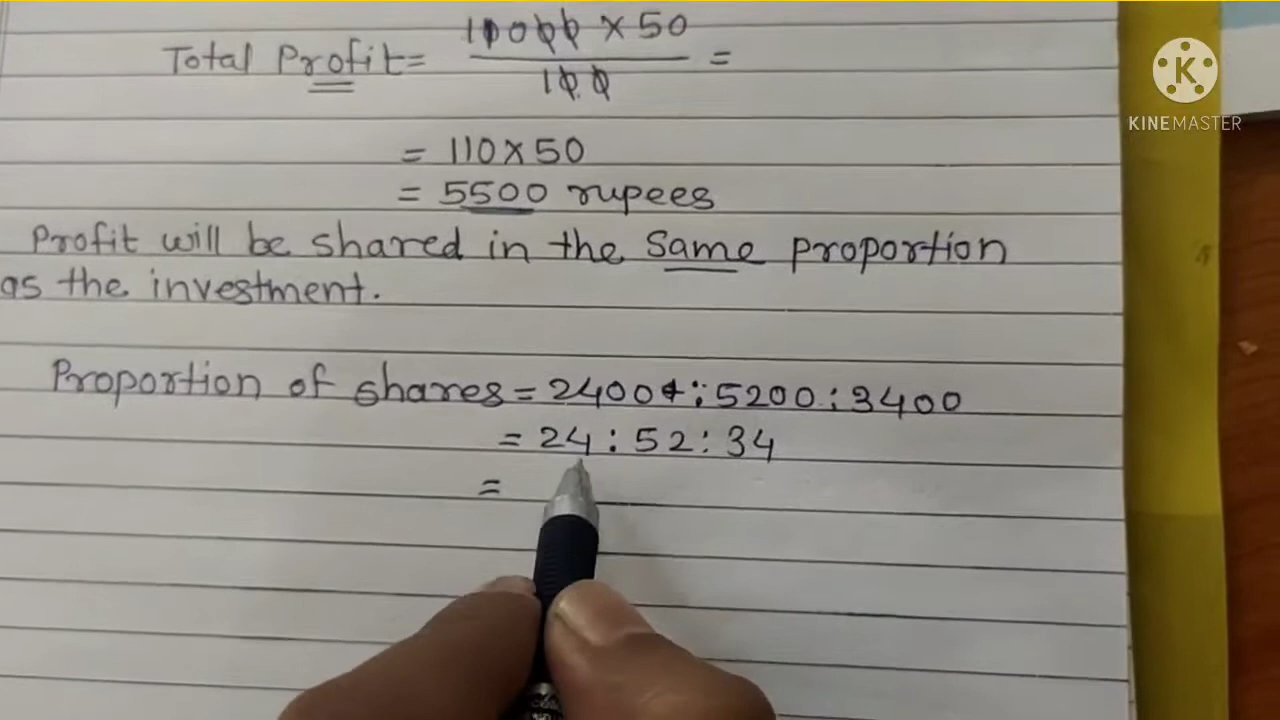 Total Profit = 11000 × 50
100 =
= 110 × 50
= 5500 rupees
Profit will be shared in the same proportion
as the investment.
Proportion of shares = 2400 : 5200 : 3400
= 24 : 52 : 34
=
K
KINEMASTER